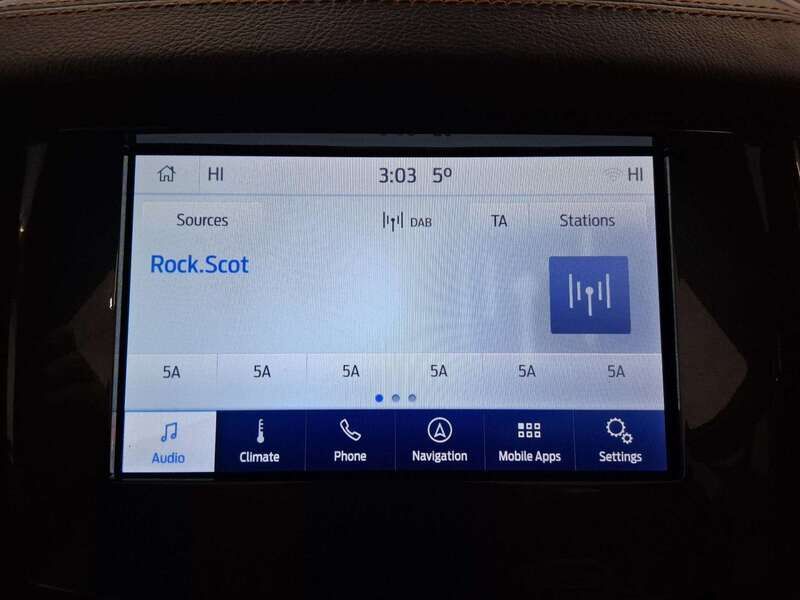 HI 3:03 5º HI
Sources DAB TA Stations
Rock.Scot
5A 5A 5A 5A 5A 5A
Audio Climate Phone Navigation Mobile Apps Settings